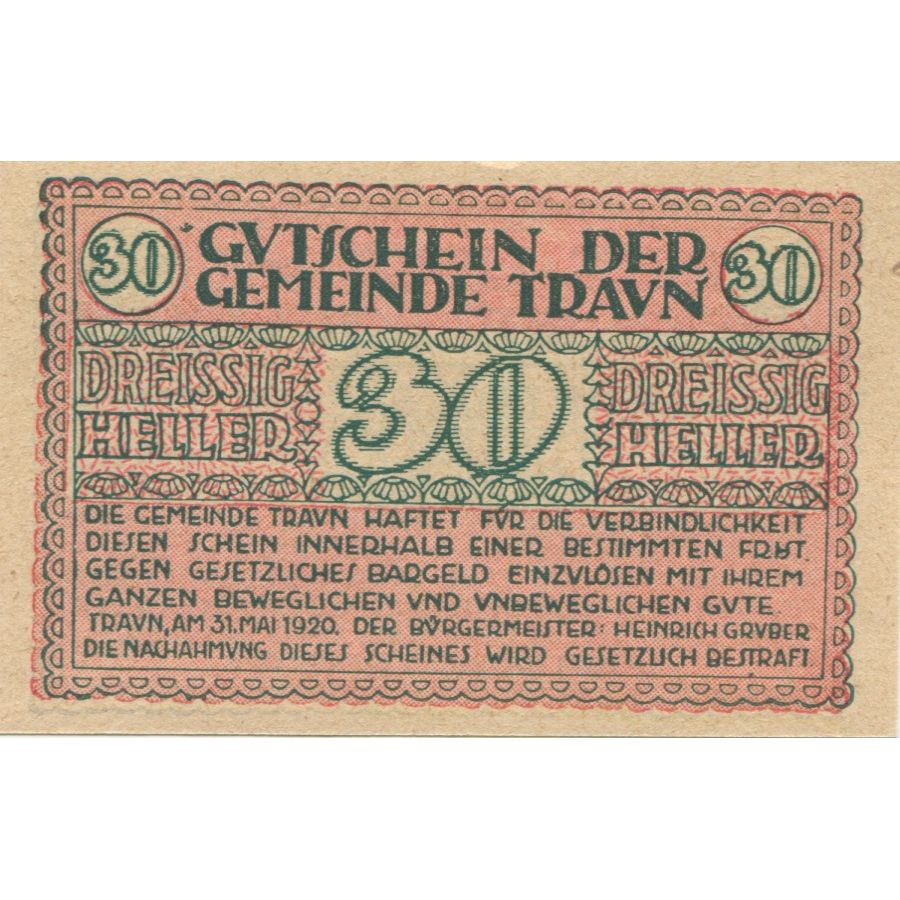 30 GVTSCHEIN DER 30
GEMEINDE TRAVN
DREISSIG 30 DREISSIG
HELLER HELLER
DIE GEMEINDE TRAVN HAFTET FÜR DIE VERBINDLICHKEIT
DIESEN SCHEIN INNERHALB EINER BESTIMMTEN FRIST
GEGEN GESETZLICHES BARGELD EINZVLÖSEN MIT IHREM
GANZEN BEWEGLICHEN VND VNBEWEGLICHEN GVTE
TRAVN, AM 31. MAI 1920. DER BÜRGERMEISTER: HEINRICH GRVBER
DIE NACHAHMVNG DIESES SCHEINES WIRD GESETZLICH BESTRAFT